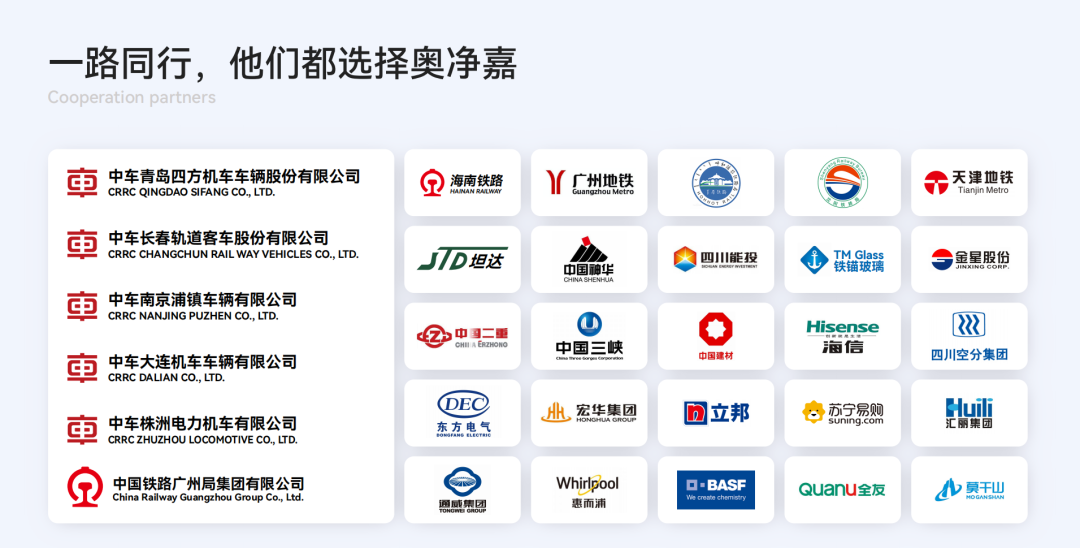 一路同行，他们都选择奥净嘉
Cooperation partners
中车青岛四方机车车辆股份有限公司
CRRC QINGDAO SIFANG CO., LTD.
中车长春轨道客车股份有限公司
CRRC CHANGCHUN RAIL WAY VEHICLES CO., LTD.
中车南京浦镇车辆有限公司
CRRC NANJING PUZHEN CO., LTD.
中车大连机车车辆有限公司
CRRC DALIAN CO., LTD.
中车株洲电力机车有限公司
CRRC ZHUZHOU LOCOMOTIVE CO., LTD.
中国铁路广州局集团有限公司
China Railway Guangzhou Group Co., Ltd.
海南铁路
HAINAN RAILWAY
广州地铁
Guangzhou Metro
天津地铁
Tianjin Metro
JTD 坦达
中国神华
CHINA SHENHUA
四川能投
SICHUAN ENERGY INVESTMENT
TM Glass
铁锚玻璃
金星股份
JINXING CORP.
中国二重
CHINA ERZHONG
中国三峡
China Three Gorges Corporation
中国建材
Hisense
海信
四川空分集团
DEC
东方电气
DONGFANG ELECTRIC
宏华集团
HONGHUA GROUP
n 立邦
苏宁易购
suning.com
Huili
汇丽集团
通威集团
TONGWEI GROUP
Whirlpool
惠而浦
BASF
We create chemistry
QuanU全友
莫干山
MOGANSHAN